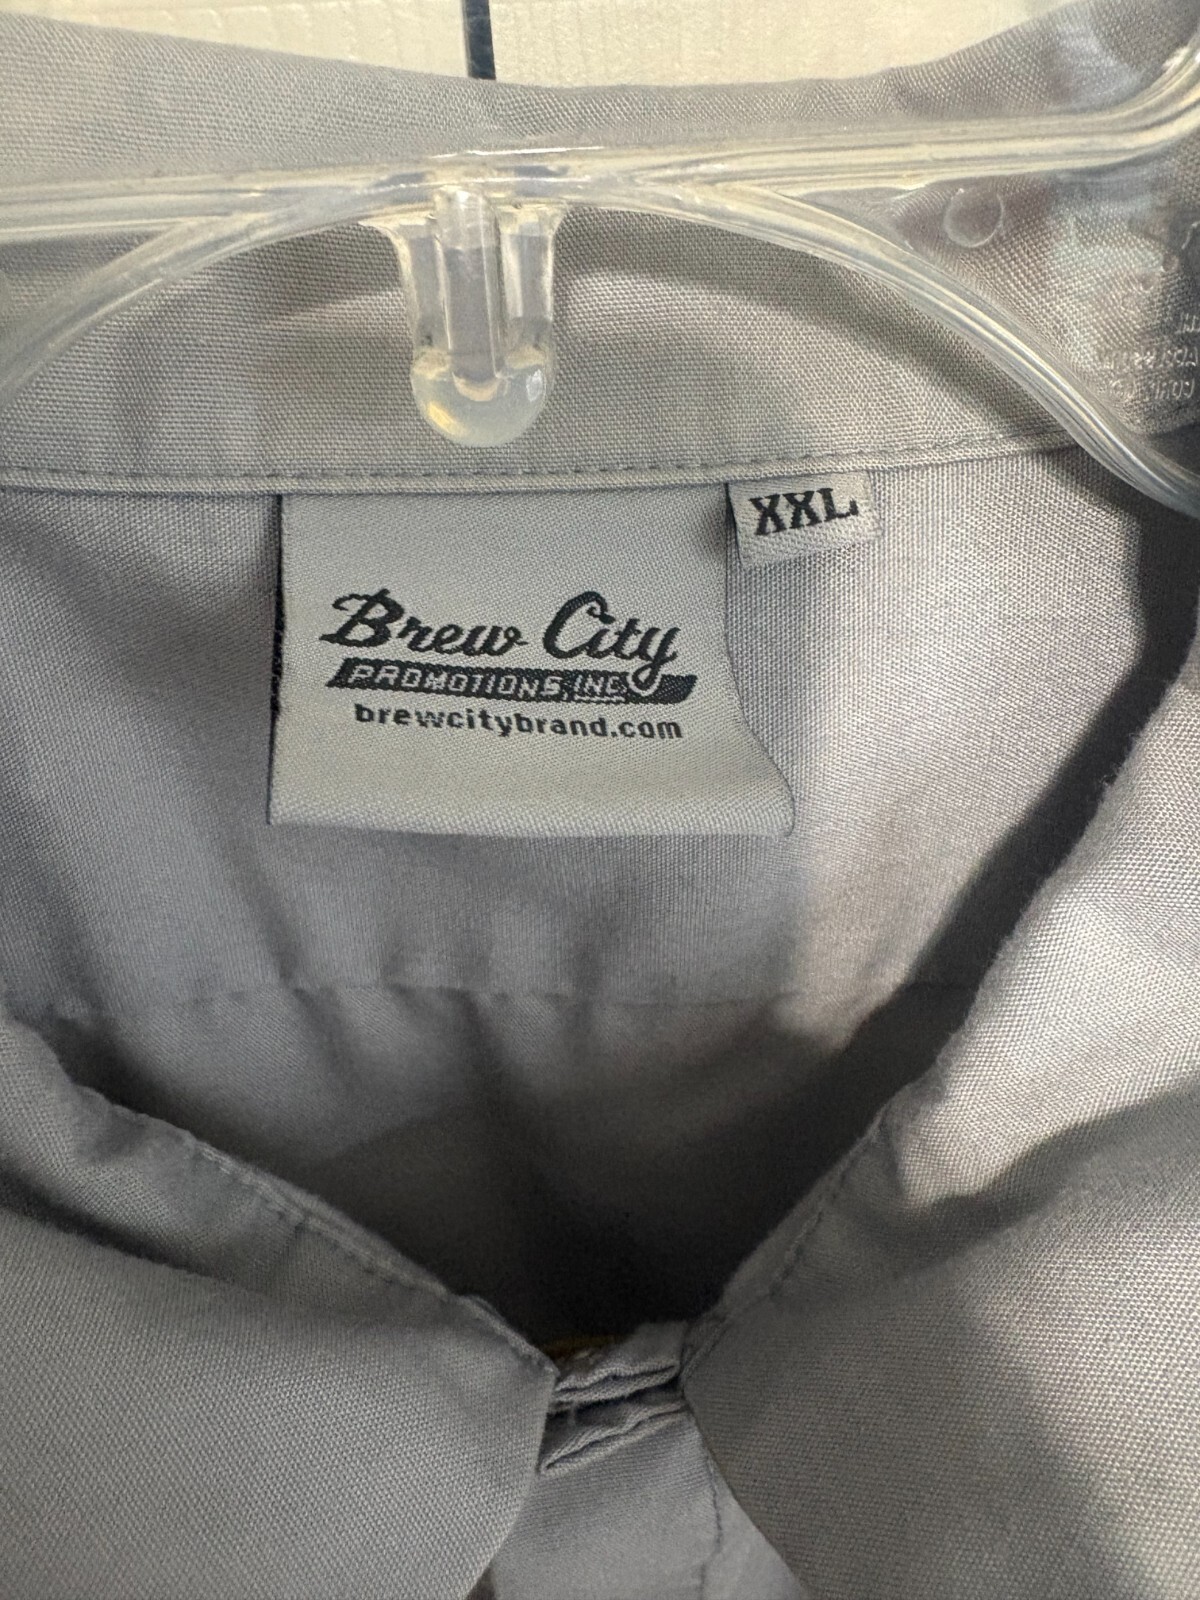 XXL
Brew City
PROMOTIONS, INC
brewcitybrand.com